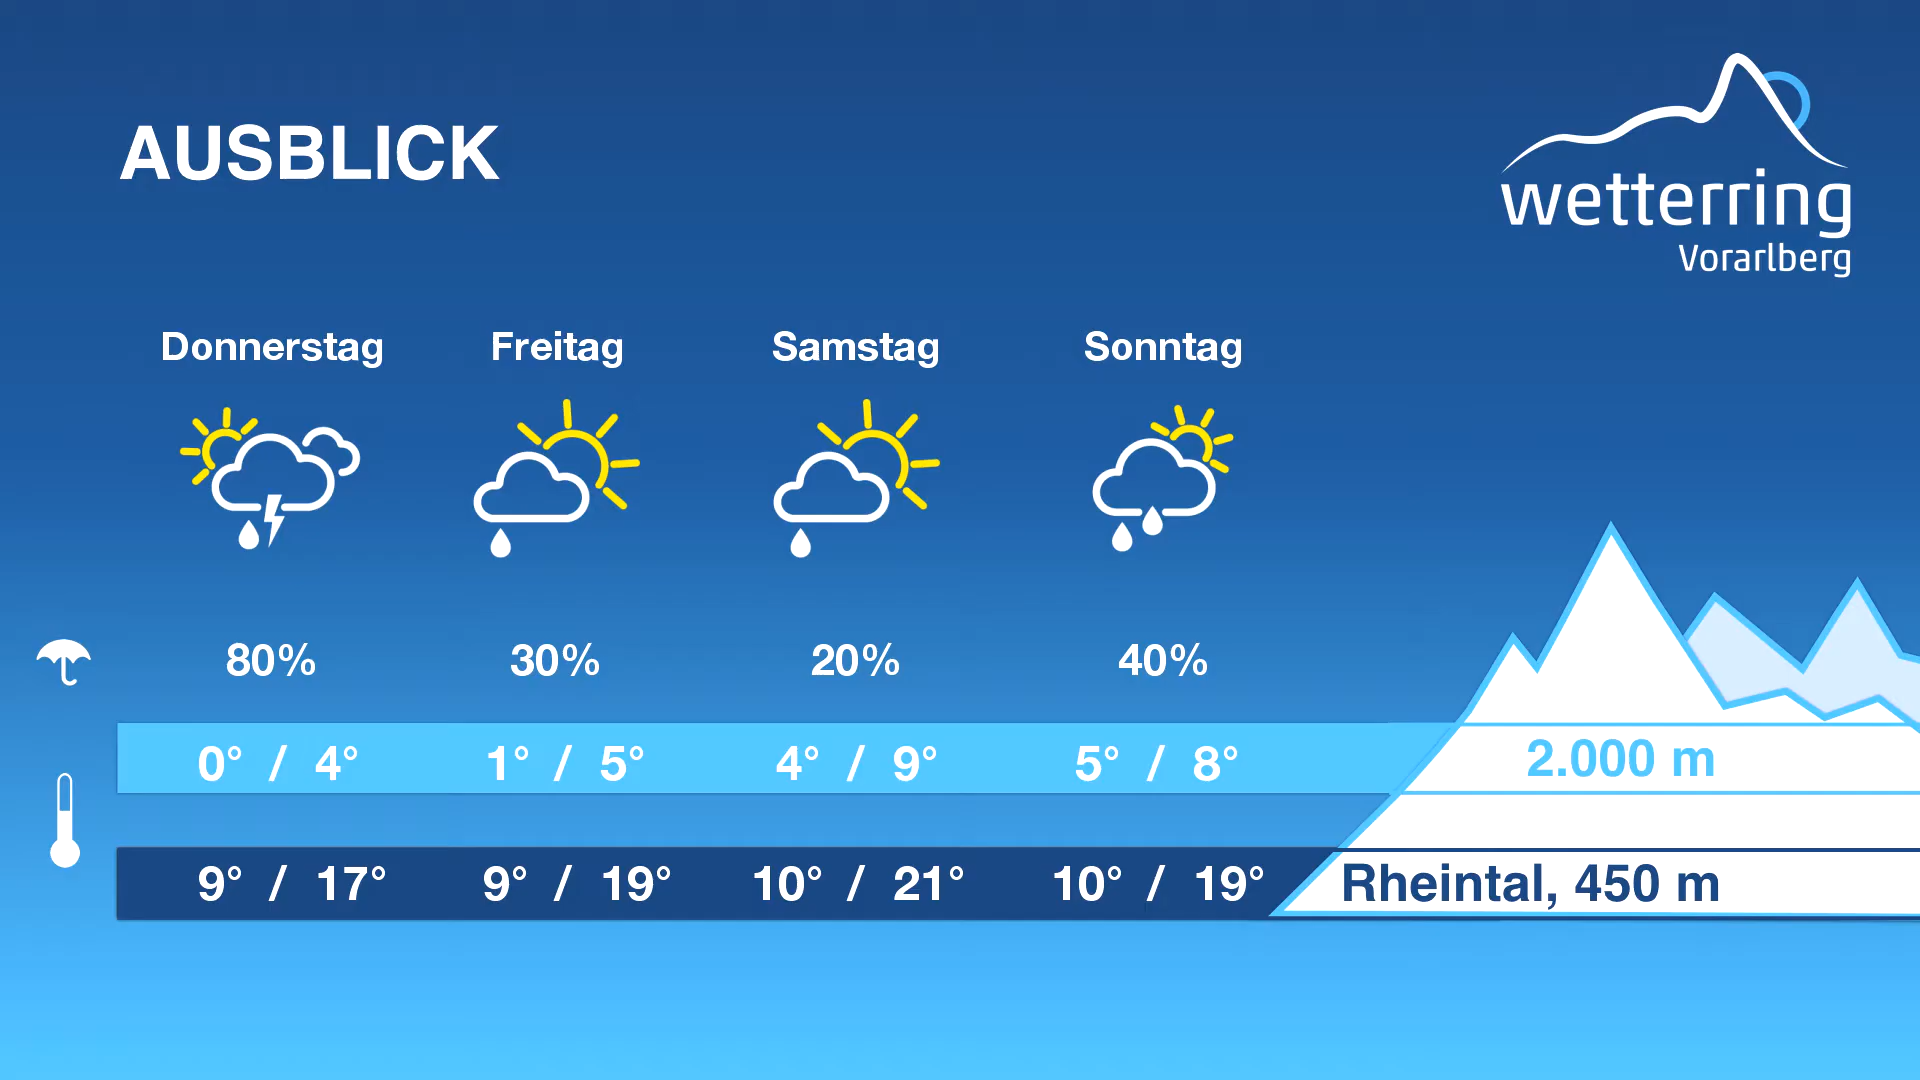 AUSBLICK
wetterring
Vorarlberg
Donnerstag Freitag Samstag Sonntag
80% 30% 20% 40%
0° / 4° 1° / 5° 4° / 9° 5° / 8° 2.000 m
9° / 17° 9° / 19° 10° / 21° 10° / 19° Rheintal, 450 m